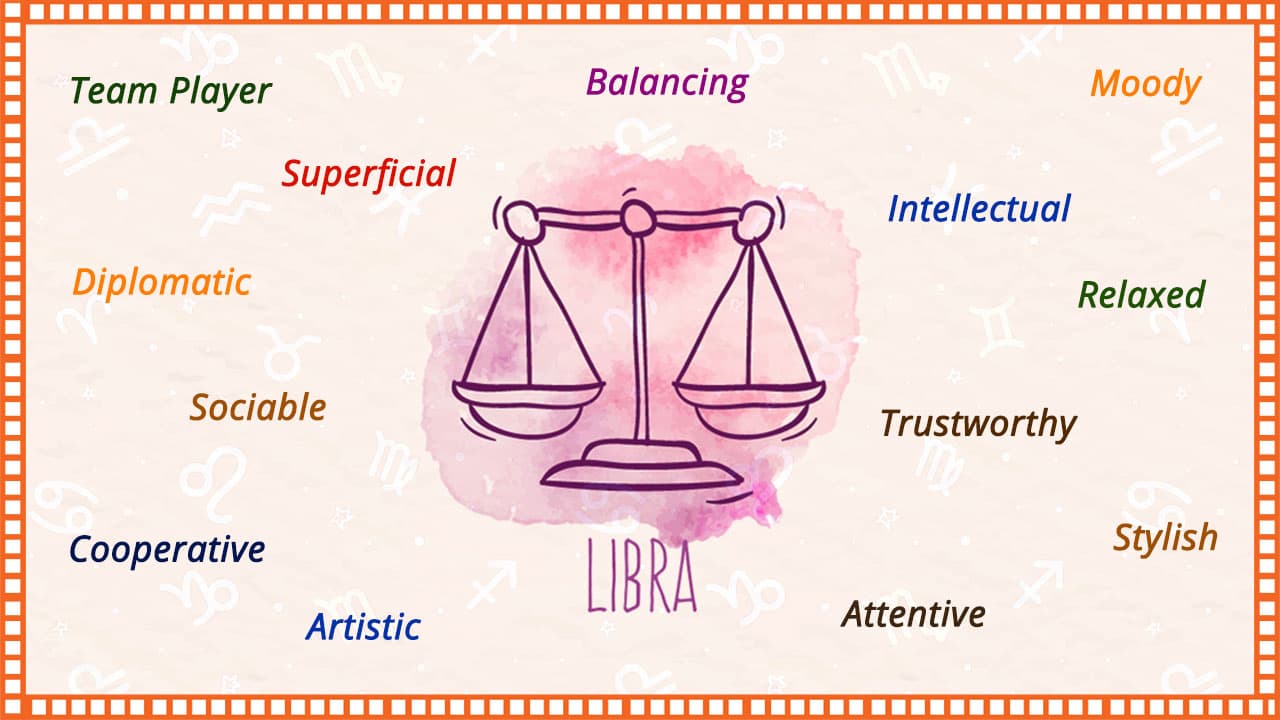 Team Player
Balancing
Moody
Superficial
Intellectual
Diplomatic
Relaxed
Sociable
Trustworthy
Cooperative
Stylish
LIBRA
Artistic
Attentive